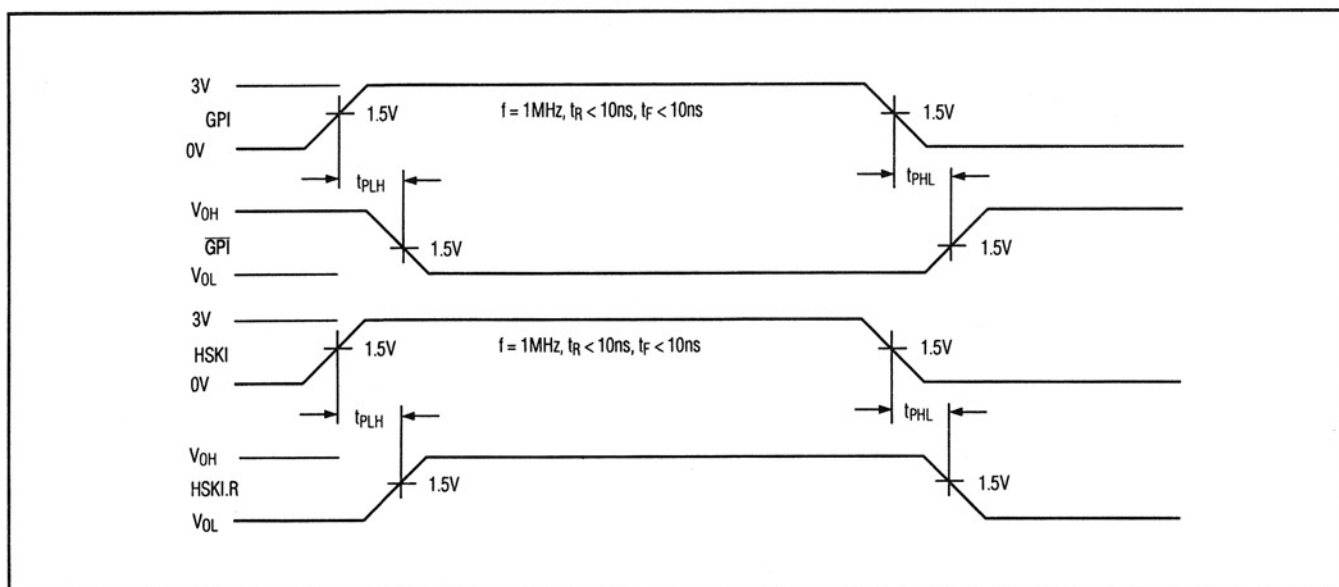 3V
GPI
0V
1.5V
f = 1MHz, tR < 10ns, tF < 10ns
1.5V
tPLH
tPHL
VOH
G̅P̅I̅
VOL
1.5V
1.5V
3V
HSKI
0V
1.5V
f = 1MHz, tR < 10ns, tF < 10ns
1.5V
tPLH
tPHL
VOH
HSKI.R
VOL
1.5V
1.5V